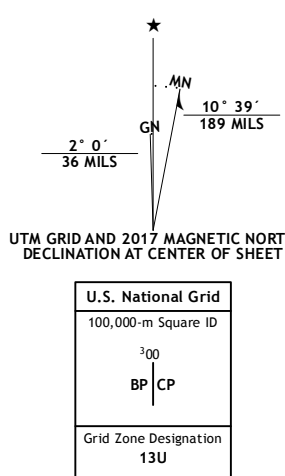 ★
MN
GN
10° 39´
189 MILS
2° 0´
36 MILS
UTM GRID AND 2017 MAGNETIC NORT
DECLINATION AT CENTER OF SHEET
U.S. National Grid
100,000-m Square ID
³00
BP CP
Grid Zone Designation
13U